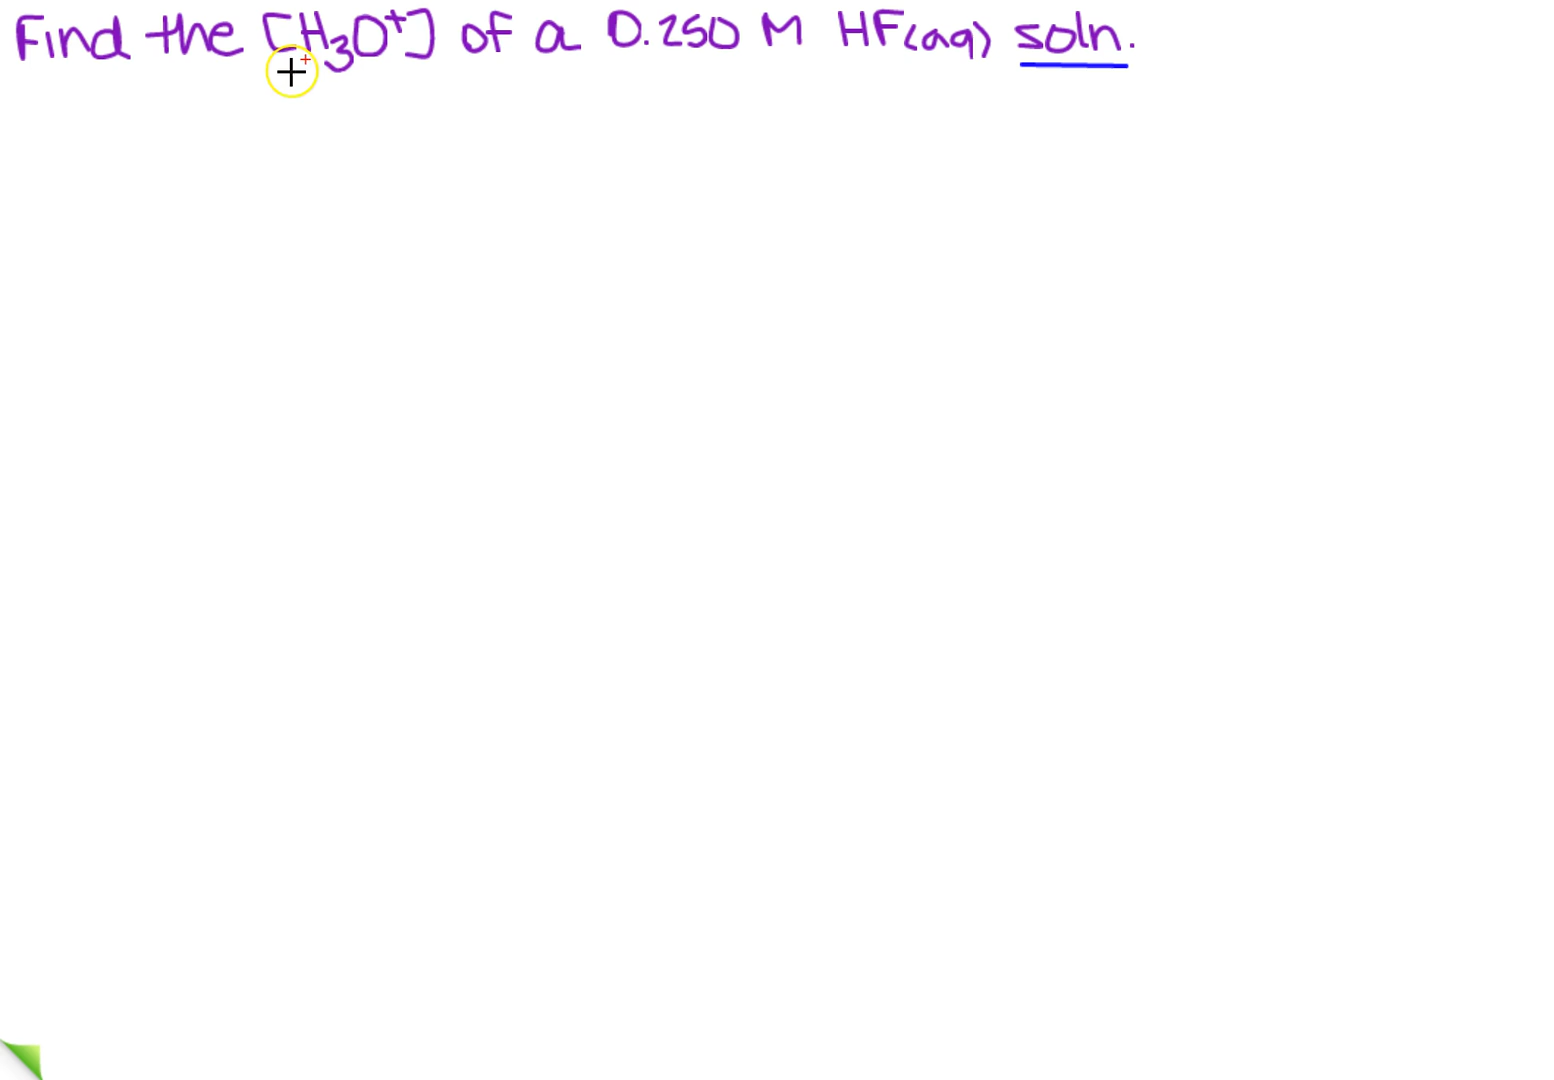 Find the [H₃O⁺] of a 0.250 M HF(aq) soln.